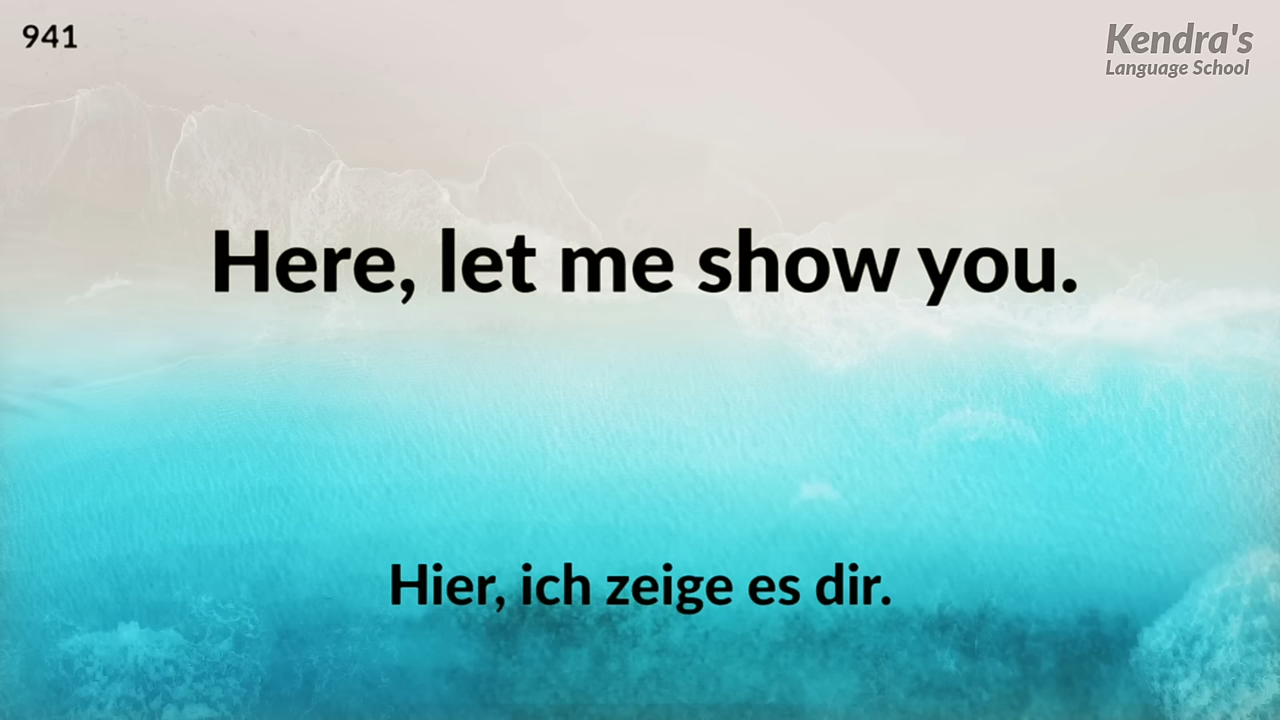 941
Kendra's
Language School
Here, let me show you.
Hier, ich zeige es dir.